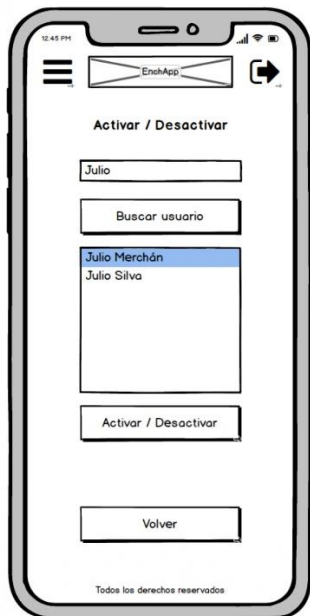 12:45 PM
EnchApp
Activar / Desactivar
Julio
Buscar usuario
Julio Merchán
Julio Silva
Activar / Desactivar
Volver
Todos los derechos reservados